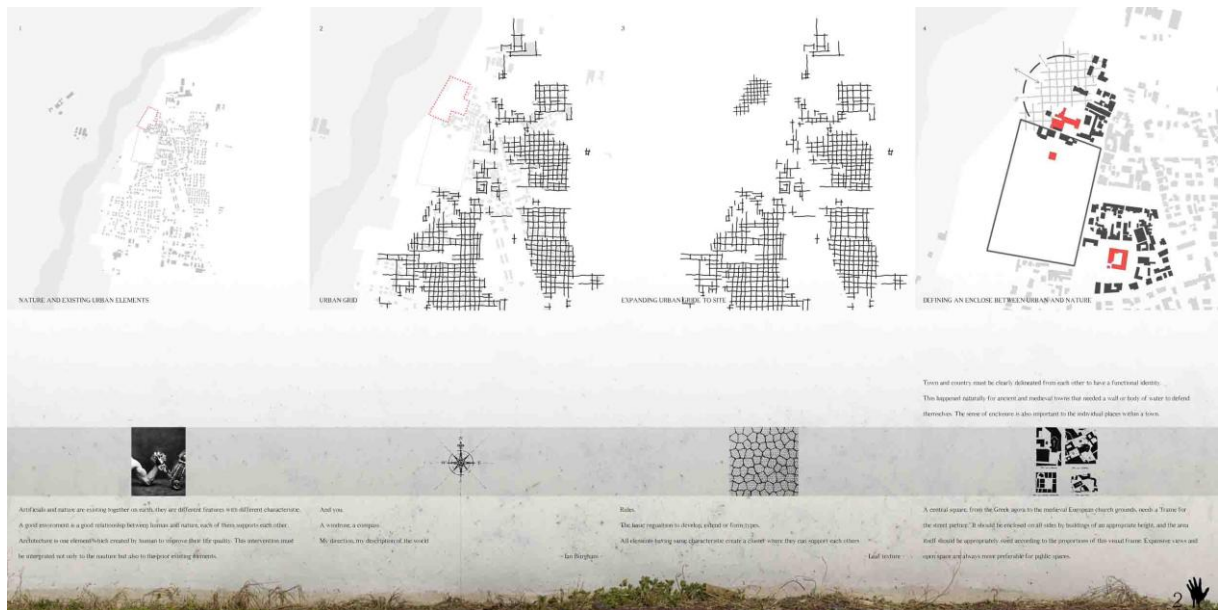 1
2
3
4
NATURE AND EXISTING URBAN ELEMENTS
URBAN GRID
EXPANDING URBAN GRIDE TO SITE
DEFINING AN ENCLOSE BETWEEN URBAN AND NATURE
Town and country must be clearly delineated from each other to have a functional identity.
This happened naturally for ancient and medieval towns that needed a wall or body of water to defend
themselves. The sense of enclosure is also important to the individual places within a town.
Artificials and nature are existing together on earth, they are different features with different characteristic.
A good enviroment is a good relationship between human and nature, each of them supports each other.
Architecture is one element which created by human to improve their life quality. This intervention must
be integrated not only to the nauture but also to the prior existing elements.
And you
A windrose, a compass
My direction, my description of the world
- Ian Burgham -
Rules
The basic regulation to develop, extend or form types.
All elements having same characteristic create a cluster where they can support each others
- Leaf texture -
A central square, from the Greek agora to the medieval European church grounds, needs a "frame for
the street picture." It should be enclosed on all sides by buildings of an appropriate height, and the area
itself should be appropriately sized according to the proportions of this visual frame. Expansive views and
open space are always more preferable for public spaces.
2